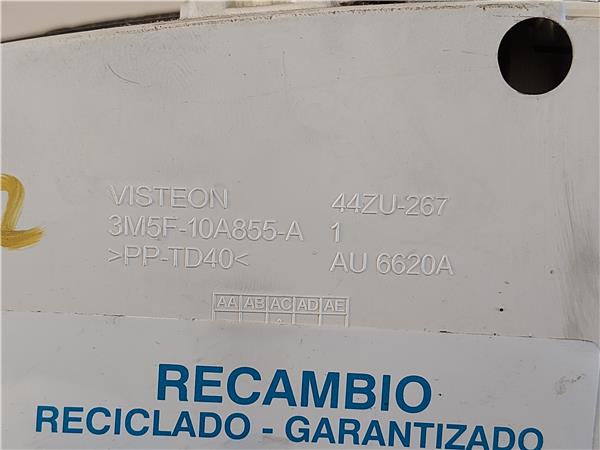 VISTEON 44ZU-267
3M5F-10A855-A 1
>PP-TD40< AU 6620A
AA AB AC AD AE
RECAMBIO
RECICLADO - GARANTIZADO